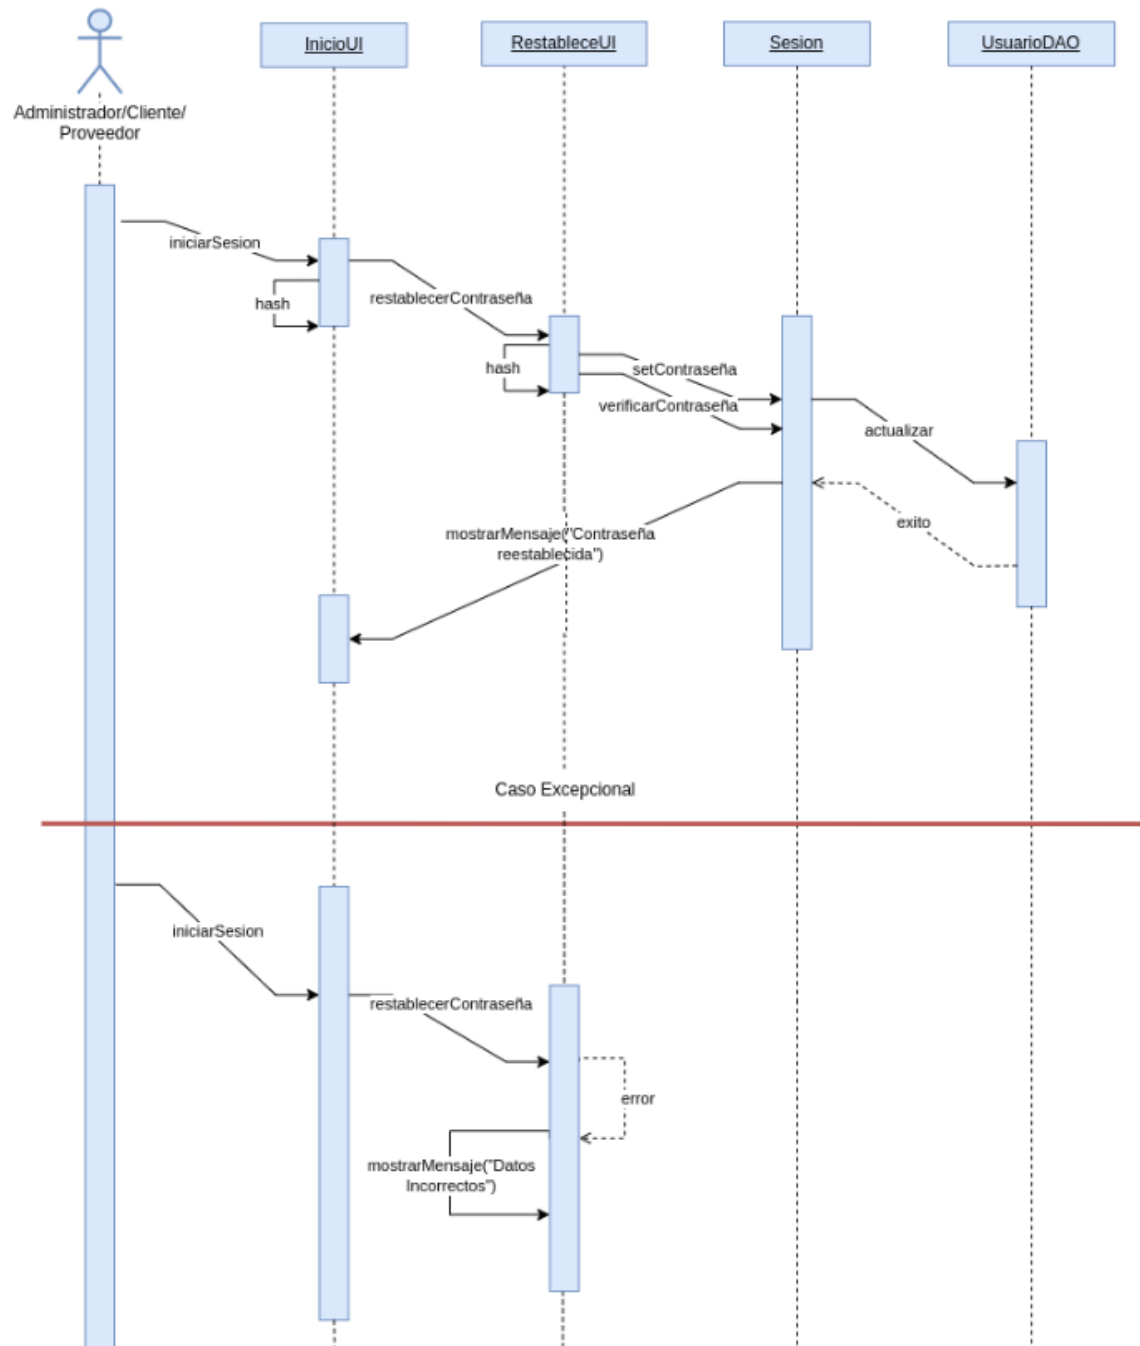 InicioUI
RestableceUI
Sesion
UsuarioDAO
Administrador/Cliente/
Proveedor
iniciarSesion
hash
restablecerContraseña
hash
setContraseña
verificarContraseña
actualizar
exito
mostrarMensaje("Contraseña
reestablecida")
Caso Excepcional
iniciarSesion
restablecerContraseña
error
mostrarMensaje("Datos
Incorrectos")